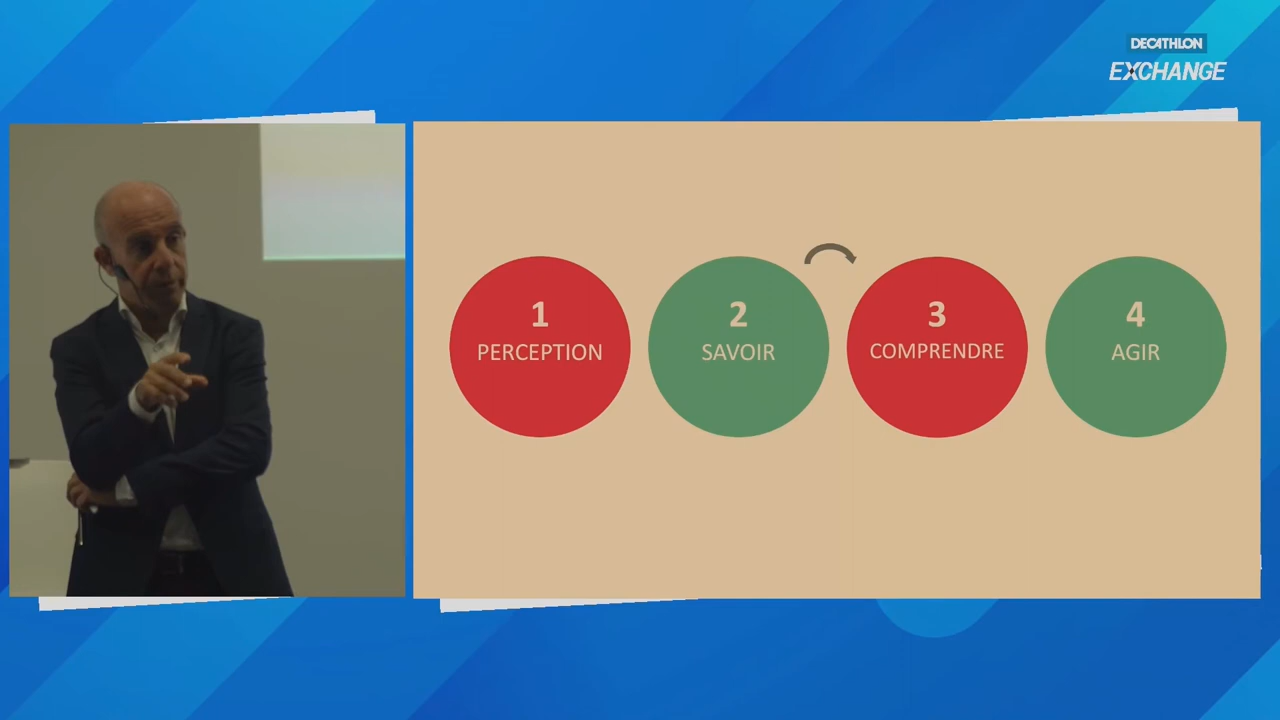 DECATHLON
EXCHANGE
1
PERCEPTION
2
SAVOIR
3
COMPRENDRE
4
AGIR